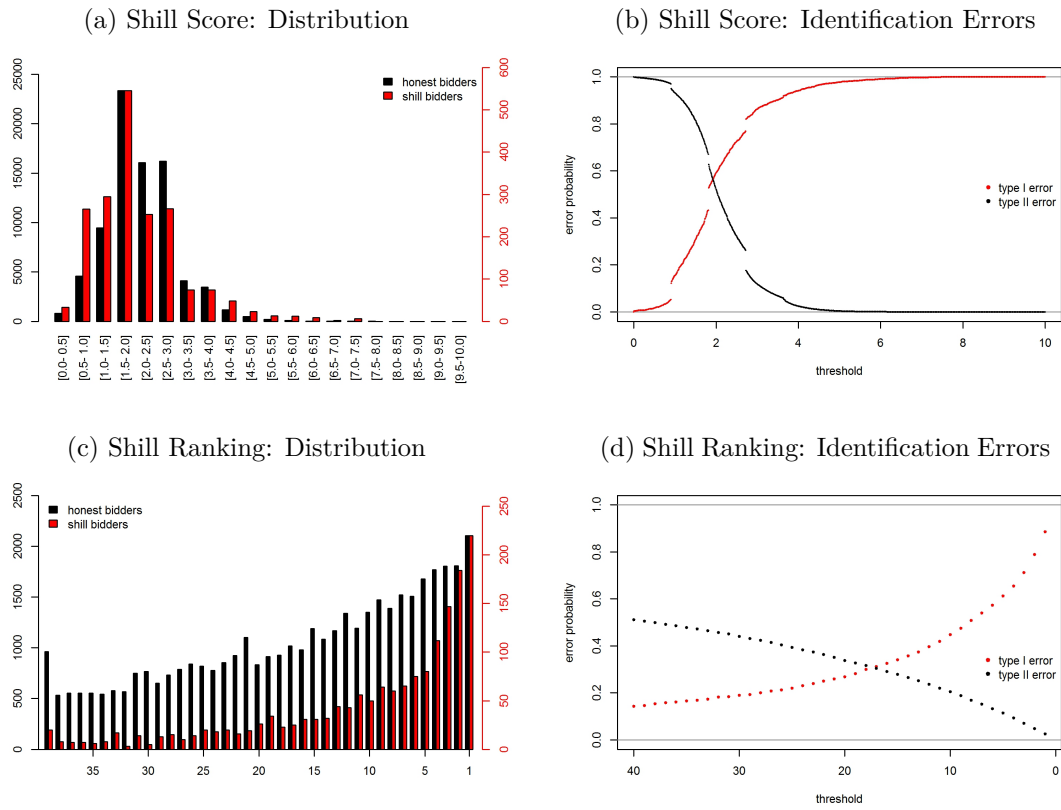 (a) Shill Score: Distribution
0 5000 10000 15000 20000 25000
honest bidders
shill bidders
0 100 200 300 400 500 600
[0.0- 0.5] [0.5- 1.0] [1.0- 1.5] [1.5- 2.0] [2.0- 2.5] [2.5- 3.0] [3.0- 3.5] [3.5- 4.0] [4.0- 4.5] [4.5- 5.0] [5.0- 5.5] [5.5- 6.0] [6.0- 6.5] [6.5- 7.0] [7.0- 7.5] [7.5- 8.0] [8.0- 8.5] [8.5- 9.0] [9.0- 9.5] [9.5-10.0]
(b) Shill Score: Identification Errors
error probability
0.0 0.2 0.4 0.6 0.8 1.0
type I error
type II error
0 2 4 6 8 10
threshold
(c) Shill Ranking: Distribution
0 500 1000 1500 2000 2500
honest bidders
shill bidders
0 50 100 150 200 250
35 30 25 20 15 10 5 1
(d) Shill Ranking: Identification Errors
error probability
0.0 0.2 0.4 0.6 0.8 1.0
type I error
type II error
40 30 20 10 0
threshold